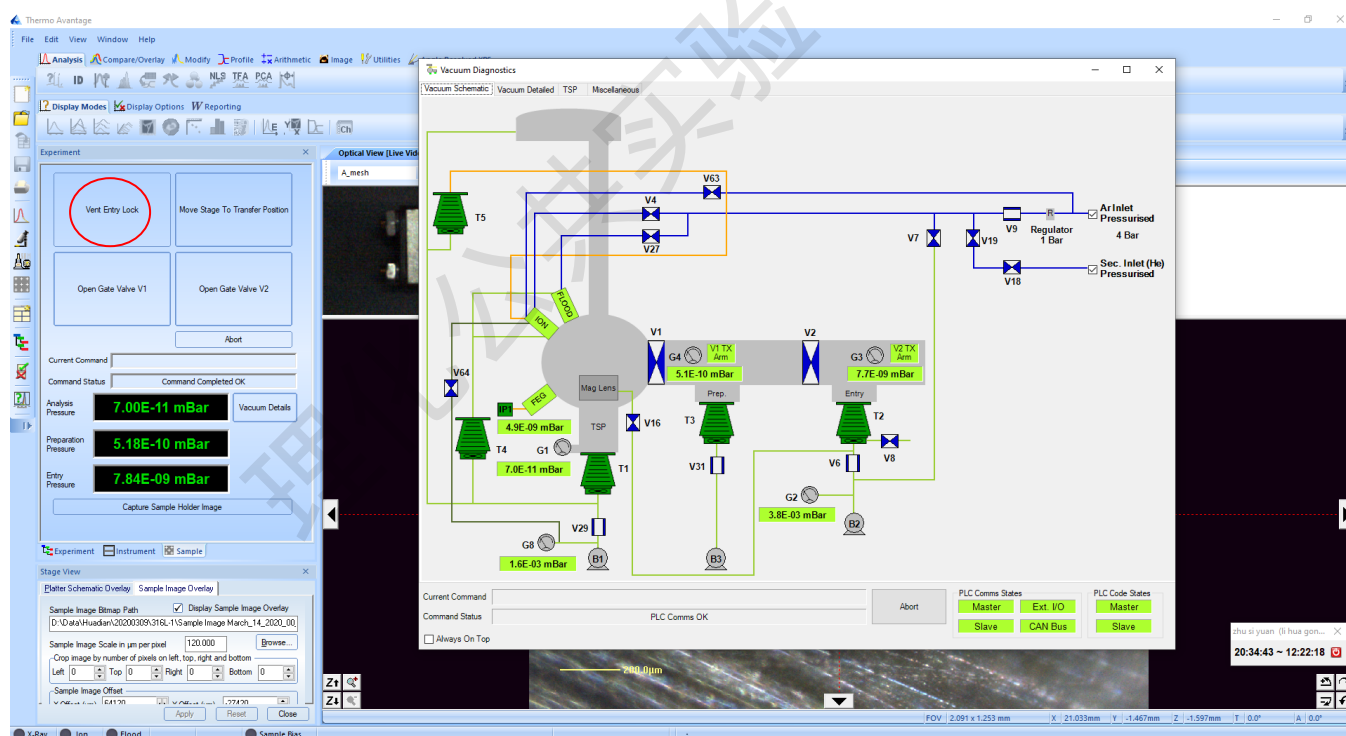 Thermo Avantage
File Edit View Window Help
Analysis Compare/Overlay Modify Profile Arithmetic Image Utilities
ID NLS TFA PCA
Display Modes Display Options W Reporting
Ch
Experiment
Vent Entry Lock
Move Stage To Transfer Position
Open Gate Valve V1
Open Gate Valve V2
Abort
Current Command
Command Status Command Completed OK
Analysis Pressure 7.00E-11 mBar Vacuum Details
Preparation Pressure 5.18E-10 mBar
Entry Pressure 7.84E-09 mBar
Capture Sample Holder Image
Experiment Instrument Sample
Stage View
Platter Schematic Overlay Sample Image Overlay
Sample Image Bitmap Path Display Sample Image Overlay
D:\Data\Huadian\20200309\316L-1\Sample Image March_14_2020_00_
Sample Image Scale in µm per pixel 120.000 Browse...
Crop image by number of pixels on left, top, right and bottom
Left 0 Top 0 Right 0 Bottom 0
Sample Image Offset
Apply Reset Close
X-Ray Ion Flood Sample Bias
Optical View [Live Vid
A_mesh
Vacuum Diagnostics
Vacuum Schematic Vacuum Detailed TSP Miscellaneous
T5
V63
V4
V27
V7
V19
V9
R
Regulator
1 Bar
Ar Inlet
Pressurised
4 Bar
V18
Sec. Inlet (He)
Pressurised
FLOOD
ION
V64
V1
V2
G4
V1 TX
Arm
5.1E-10 mBar
G3
V2 TX
Arm
7.7E-09 mBar
Mag Lens
Prep.
Entry
FEG
IP1
4.9E-09 mBar
TSP
V16
T3
T2
T4
G1
7.0E-11 mBar
T1
V31
V6
V8
G2
3.8E-03 mBar
B2
V29
G8
1.6E-03 mBar
B1
B3
Current Command
Command Status PLC Comms OK
Abort
PLC Comms States
Master Ext. I/O
Slave CAN Bus
PLC Code States
Master
Slave
Always On Top
zhu si yuan (li hua gon...
20:34:43 ~ 12:22:18
200.0µm
Z↑
Z↓
FOV 2.091 x 1.253 mm X 21.033mm Y -1.467mm Z -1.597mm T 0.0° A 0.0°